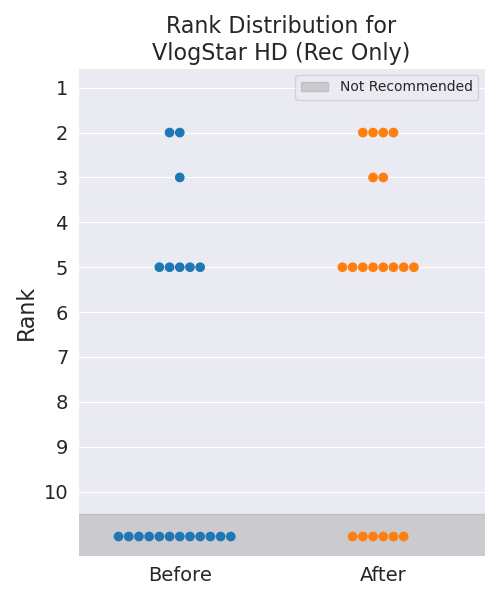 Rank Distribution for
VlogStar HD (Rec Only)
Not Recommended
1
2
3
4
5
6
7
8
9
10
Rank
Before
After